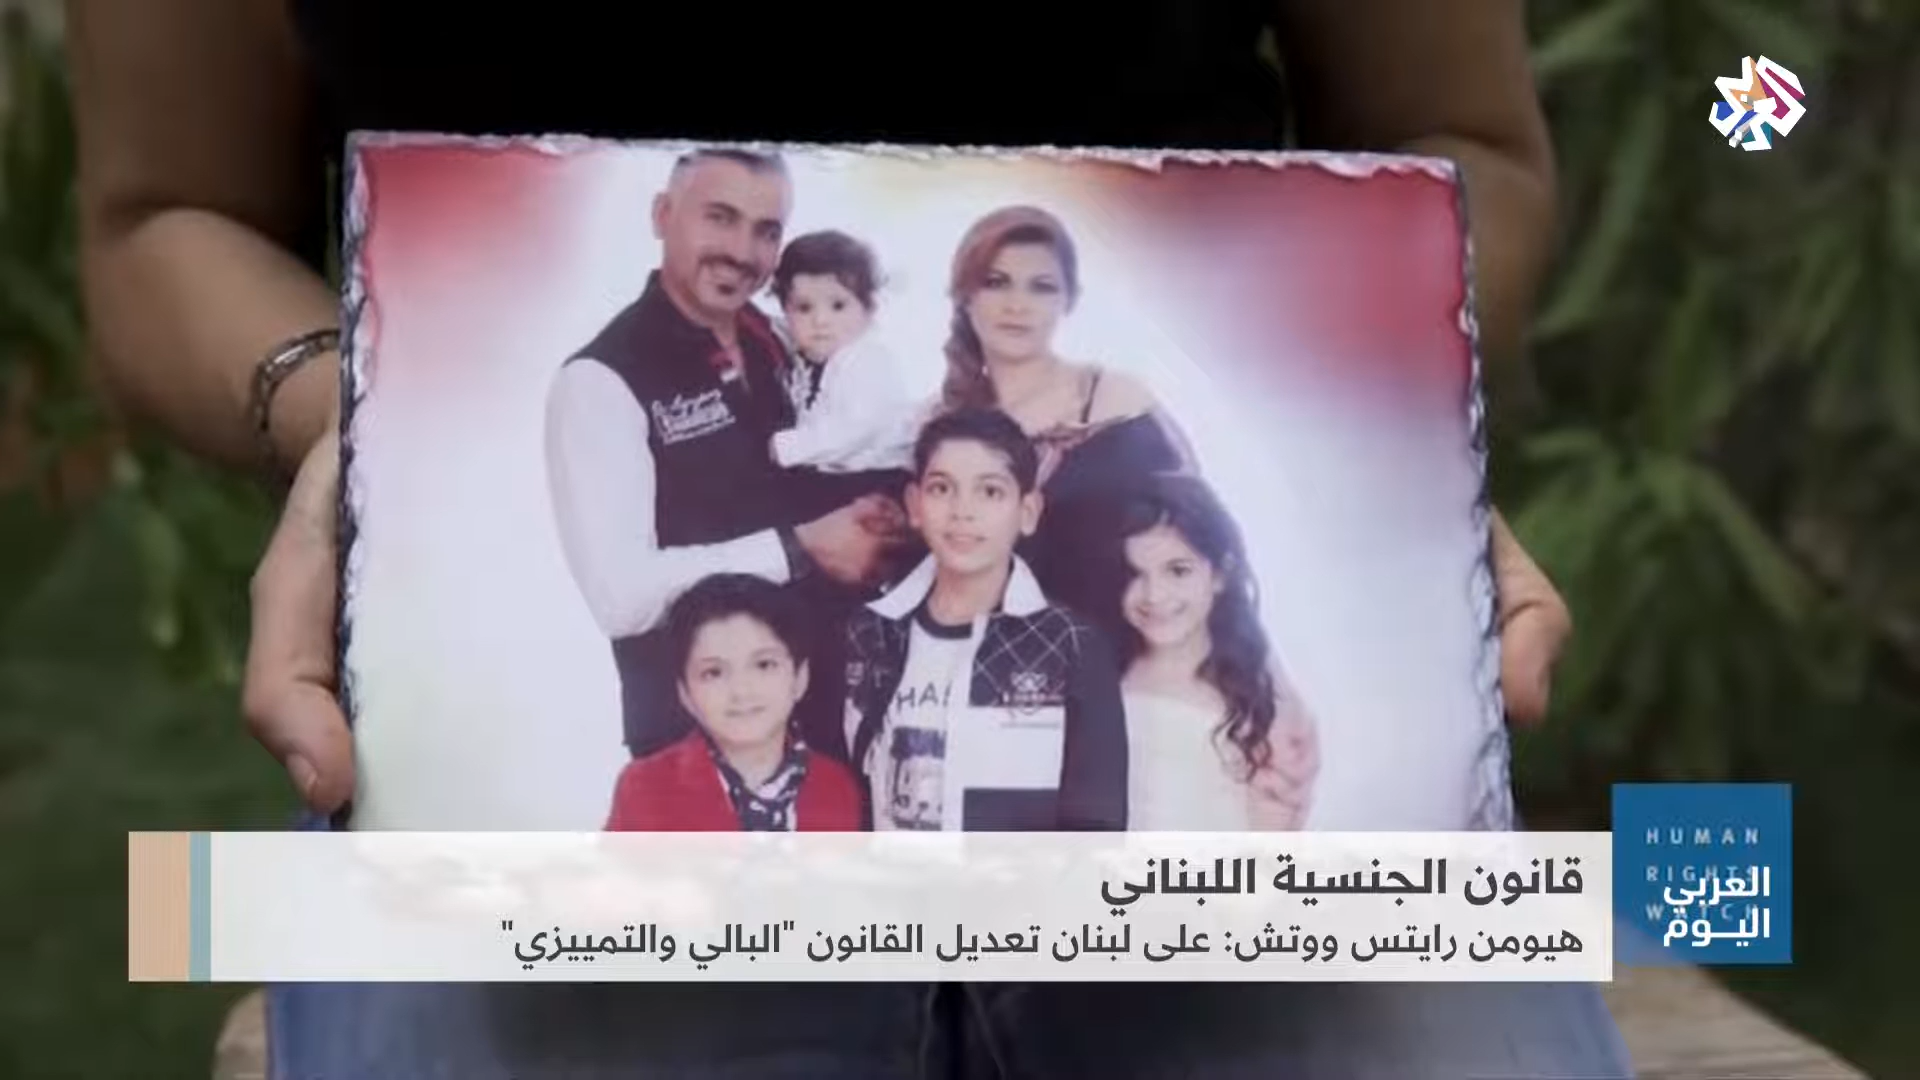 قانون الجنسية اللبناني
هيومن رايتس ووتش: على لبنان تعديل القانون "البالي والتمييزي"
HUMAN
RIGHTS
WATCH
العربي
اليوم